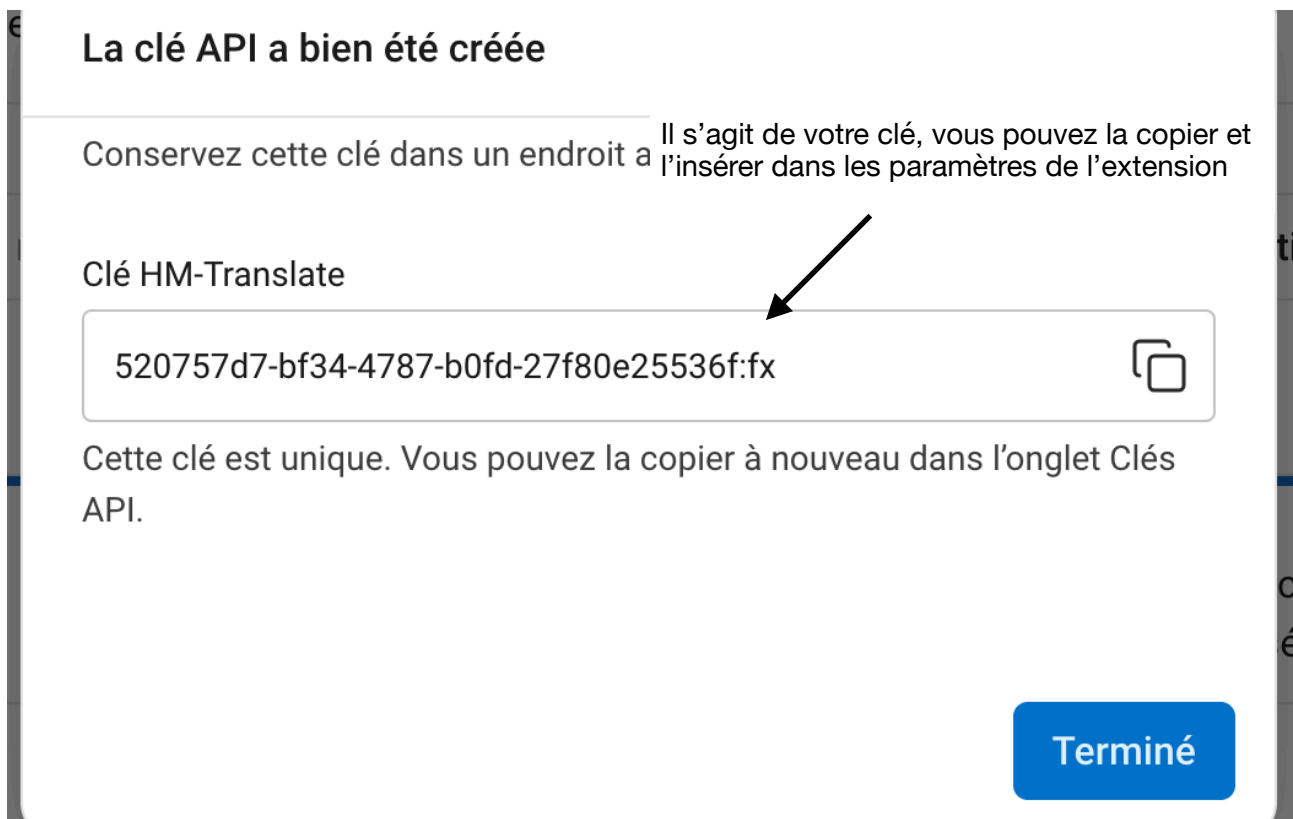 La clé API a bien été créée
Il s’agit de votre clé, vous pouvez la copier et
Conservez cette clé dans un endroit a
l’insérer dans les paramètres de l’extension
Clé HM-Translate
520757d7-bf34-4787-b0fd-27f80e25536f:fx
Cette clé est unique. Vous pouvez la copier à nouveau dans l’onglet Clés
API.
Terminé